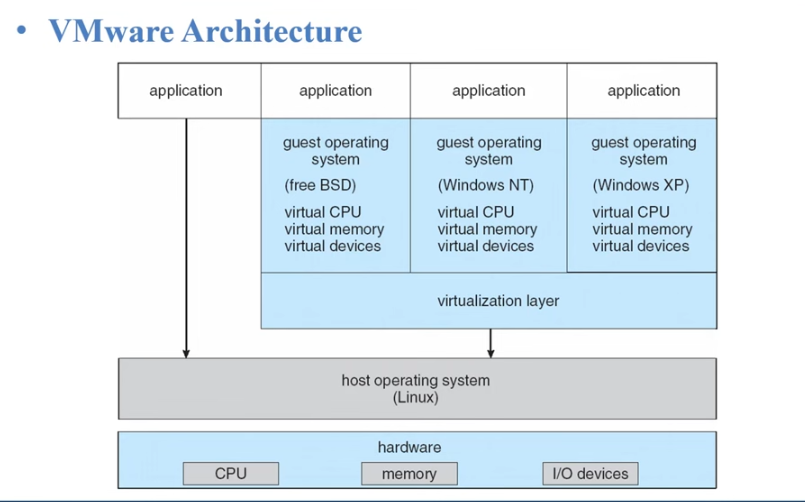 • VMware Architecture
application
application
application
application
guest operating
system
(free BSD)
virtual CPU
virtual memory
virtual devices
guest operating
system
(Windows NT)
virtual CPU
virtual memory
virtual devices
guest operating
system
(Windows XP)
virtual CPU
virtual memory
virtual devices
virtualization layer
host operating system
(Linux)
hardware
CPU
memory
I/O devices